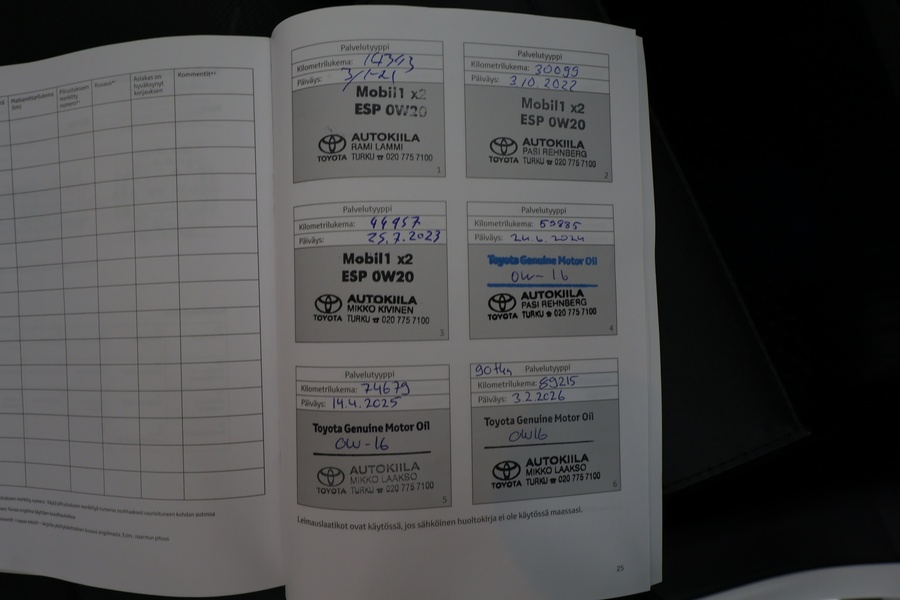 Asiakas on
hyväksynyt
korjauksen
Kommentit
Palvelutyyppi
Kilometrilukema:
Päiväys:
Mobil1 x2
ESP 0W20
AUTOKIILA
RAMI LAMMI
TOYOTA TURKU ☎ 020 775 7100
1
Palvelutyyppi
Kilometrilukema: 30099
Päiväys: 3.10.2022
Mobil1 x2
ESP 0W20
AUTOKIILA
PASI REHNBERG
TOYOTA TURKU ☎ 020 775 7100
2
Palvelutyyppi
Kilometrilukema: 44957
Päiväys: 25.7.2023
Mobil1 x2
ESP 0W20
AUTOKIILA
MIKKO KIVINEN
TOYOTA TURKU ☎ 020 775 7100
3
Palvelutyyppi
Kilometrilukema: 59885
Päiväys: 24.6.2024
Toyota Genuine Motor Oil
0W-16
AUTOKIILA
PASI REHNBERG
TOYOTA TURKU ☎ 020 775 7100
4
Palvelutyyppi
Kilometrilukema: 74679
Päiväys: 14.4.2025
Toyota Genuine Motor Oil
0W-16
AUTOKIILA
MIKKO LAAKSO
TOYOTA TURKU ☎ 020 775 7100
5
90tkm Palvelutyyppi
Kilometrilukema: 89215
Päiväys: 3.2.2026
Toyota Genuine Motor Oil
0W16
AUTOKIILA
MIKKO LAAKSO
TOYOTA TURKU ☎ 020 775 7100
6
Leimauslaatikot ovat käytössä, jos sähköinen huoltokirja ei ole käytössä maassasi.
25